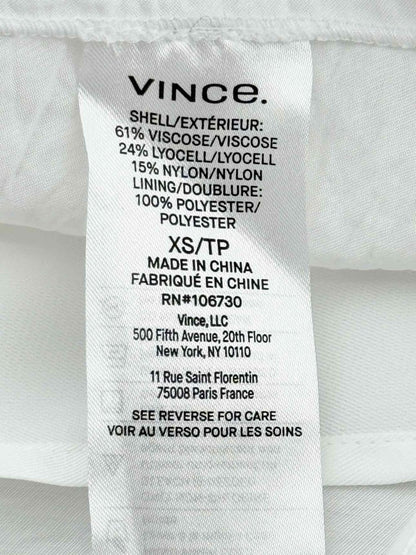 VINCE.
SHELL/EXTÉRIEUR:
61% VISCOSE/VISCOSE
24% LYOCELL/LYOCELL
15% NYLON/NYLON
LINING/DOUBLURE:
100% POLYESTER/
POLYESTER
XS/TP
MADE IN CHINA
FABRIQUÉ EN CHINE
RN#106730
Vince, LLC
500 Fifth Avenue, 20th Floor
New York, NY 10110
11 Rue Saint Florentin
75008 Paris France
SEE REVERSE FOR CARE
VOIR AU VERSO POUR LES SOINS